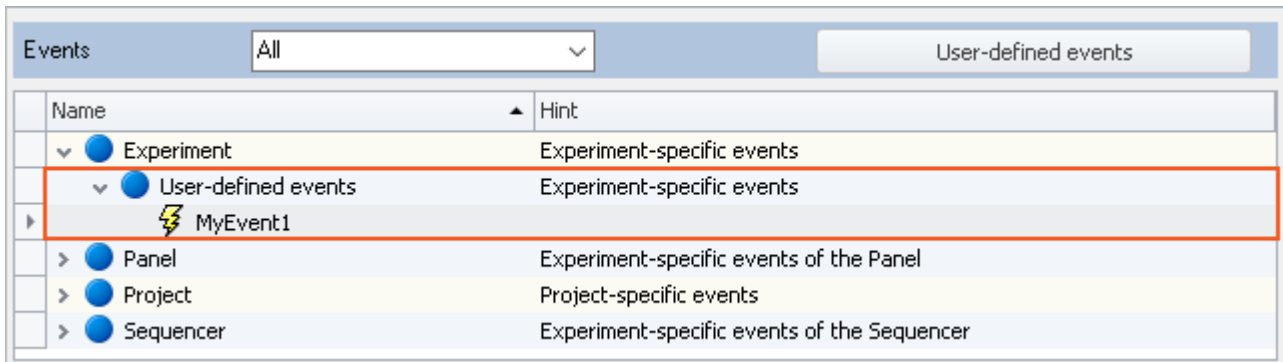 Events All User-defined events
Name Hint
Experiment Experiment-specific events
User-defined events Experiment-specific events
MyEvent1
Panel Experiment-specific events of the Panel
Project Project-specific events
Sequencer Experiment-specific events of the Sequencer